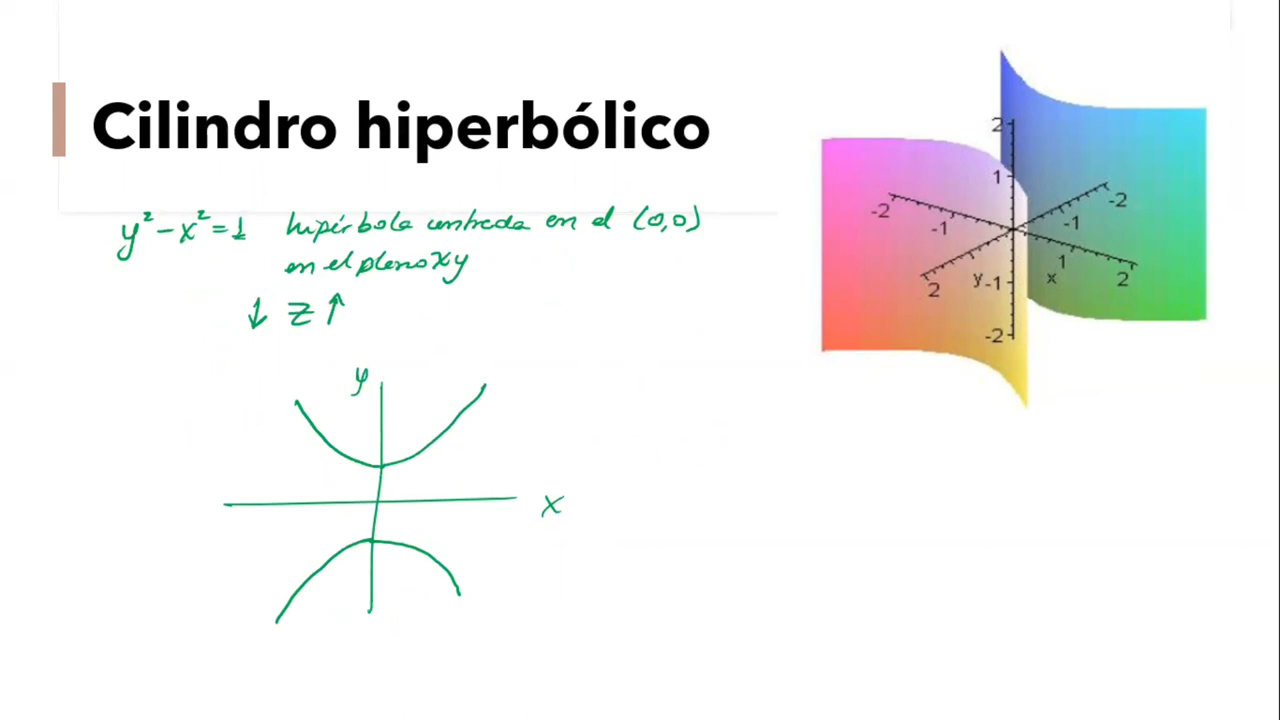 Cilindro hiperbólico
y² - x² = 1 hipérbola centrada en el (0,0)
en el plano xy
↓ z ↑
y
x
2
1
-2
-2
-1
-1
1
2
2
y
x
-1
-2